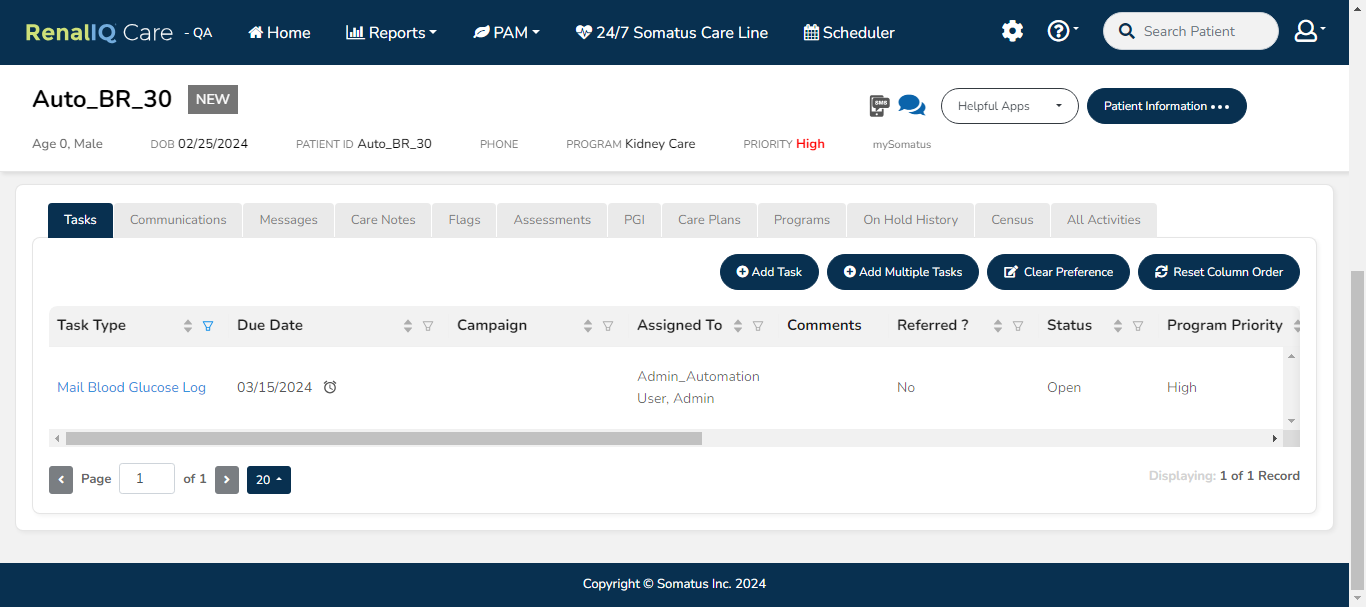 RenalIQ Care - QA Home Reports PAM 24/7 Somatus Care Line Scheduler Search Patient
Auto_BR_30 NEW SMS Helpful Apps Patient Information
Age 0, Male DOB 02/25/2024 PATIENT ID Auto_BR_30 PHONE PROGRAM Kidney Care PRIORITY High mySomatus
Tasks Communications Messages Care Notes Flags Assessments PGI Care Plans Programs On Hold History Census All Activities
Add Task Add Multiple Tasks Clear Preference Reset Column Order
Task Type Due Date Campaign Assigned To Comments Referred ? Status Program Priority
Mail Blood Glucose Log 03/15/2024 Admin_Automation User, Admin No Open High
Page 1 of 1 20 Displaying: 1 of 1 Record
Copyright © Somatus Inc. 2024